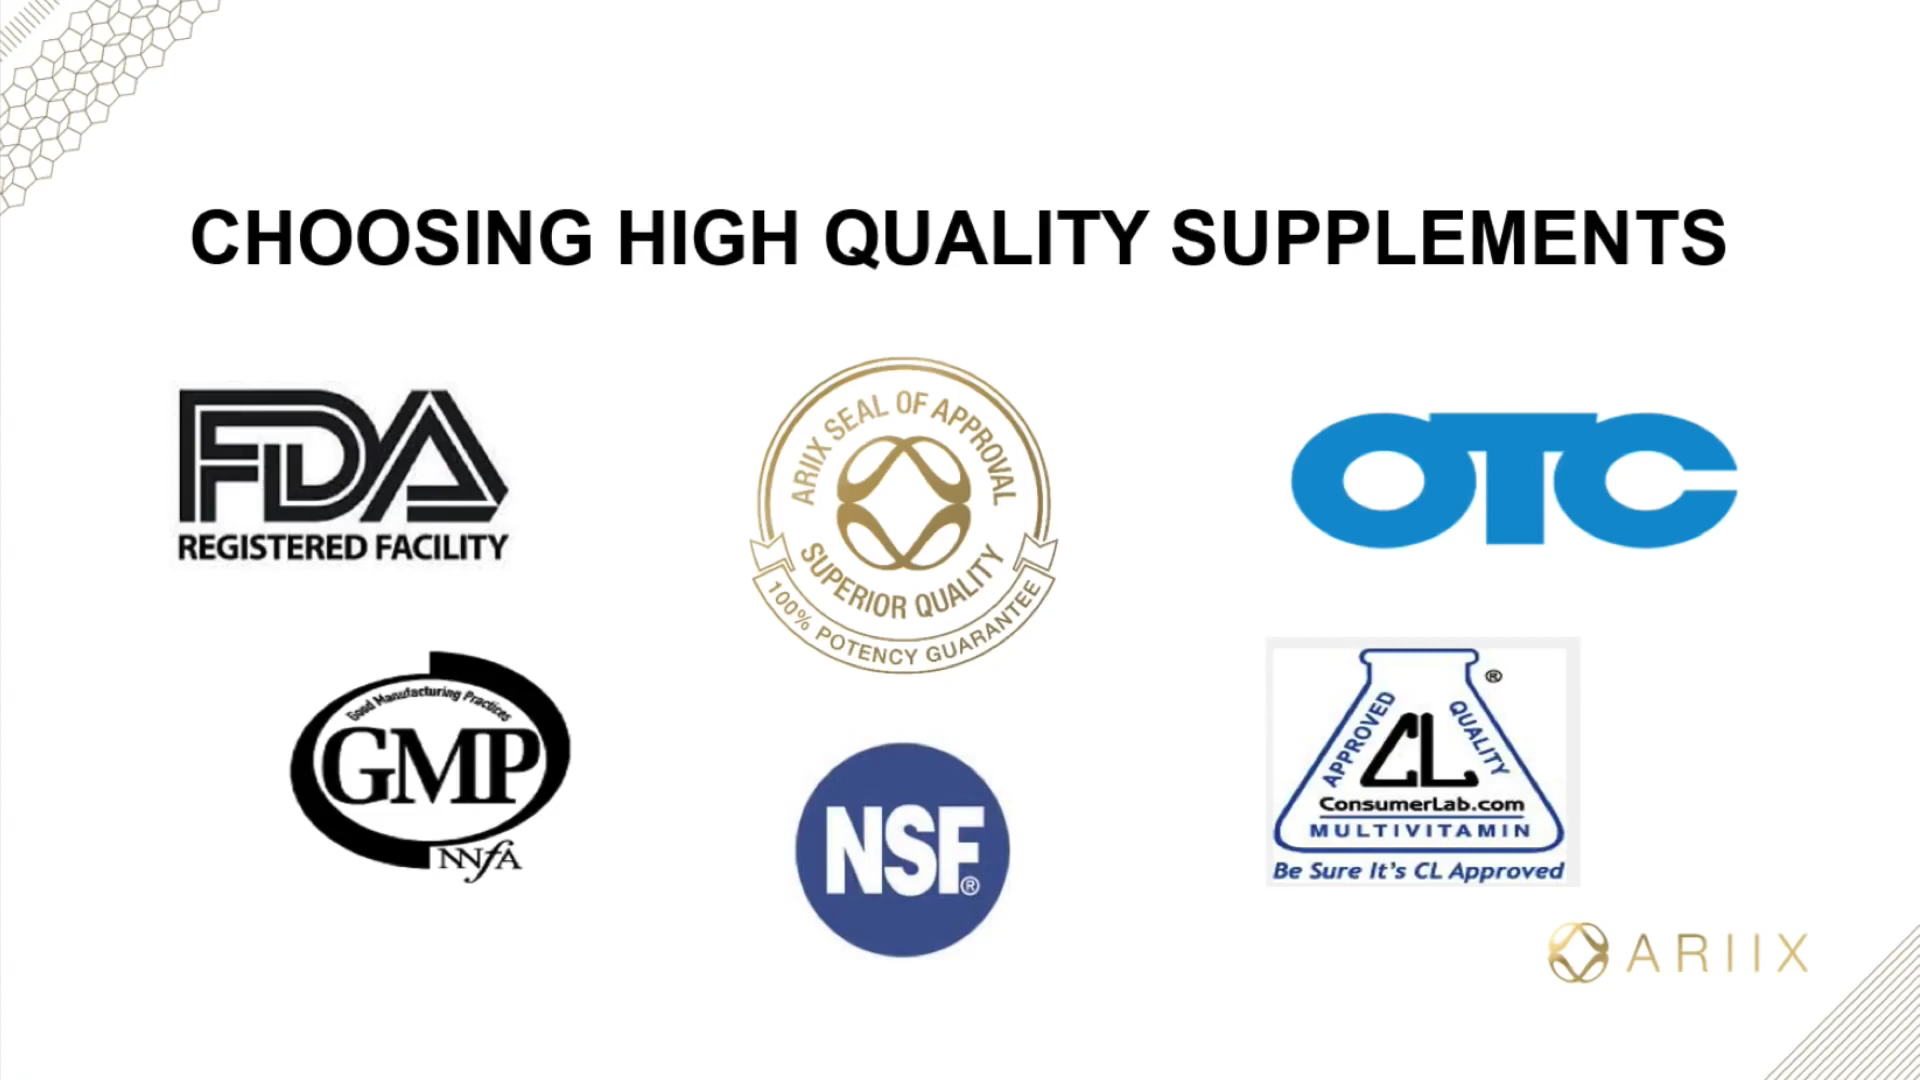 CHOOSING HIGH QUALITY SUPPLEMENTS
FDA
REGISTERED FACILITY
ARIIX SEAL OF APPROVAL
SUPERIOR QUALITY
100% POTENCY GUARANTEE
OTC
Good Manufacturing Practices
GMP
NNFA
NSF®
APPROVED QUALITY ®
CL
ConsumerLab.com
MULTIVITAMIN
Be Sure It's CL Approved
ARIIX